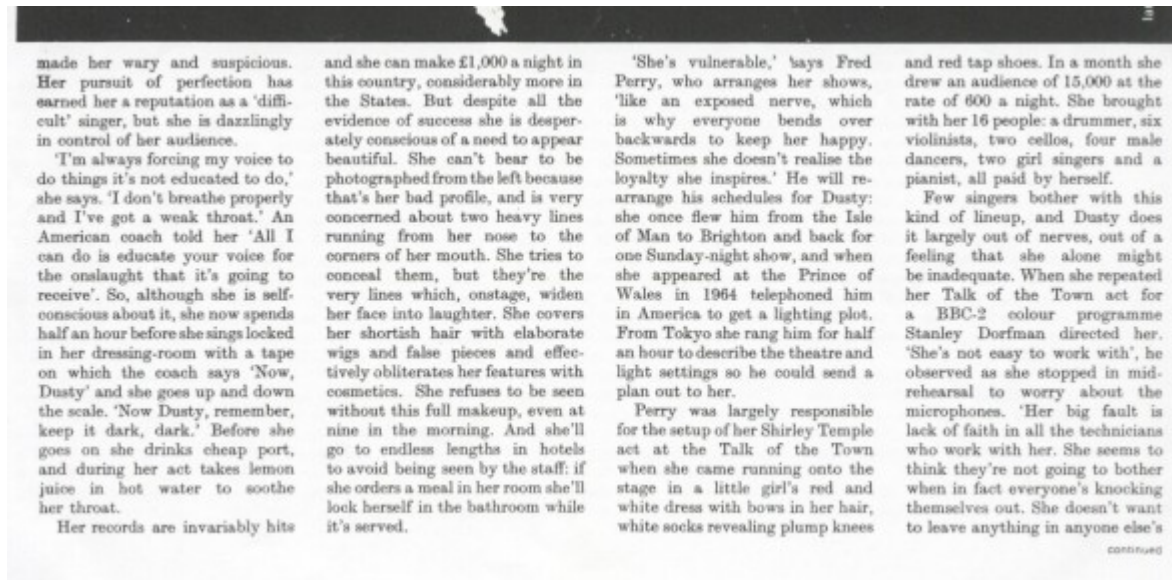 made her wary and suspicious.
Her pursuit of perfection has
earned her a reputation as a ‘diffi-
cult’ singer, but she is dazzlingly
in control of her audience.
‘I’m always forcing my voice to
do things it’s not educated to do,’
she says. ‘I don’t breathe properly
and I’ve got a weak throat.’ An
American coach told her ‘All I
can do is educate your voice for
the onslaught that it’s going to
receive’. So, although she is self-
conscious about it, she now spends
half an hour before she sings locked
in her dressing-room with a tape
on which the coach says ‘Now,
Dusty’ and she goes up and down
the scale. ‘Now Dusty, remember,
keep it dark, dark.’ Before she
goes on she drinks cheap port,
and during her act takes lemon
juice in hot water to soothe
her throat.
Her records are invariably hits
and she can make £1,000 a night in
this country, considerably more in
the States. But despite all the
evidence of success she is desper-
ately conscious of a need to appear
beautiful. She can’t bear to be
photographed from the left because
that’s her bad profile, and is very
concerned about two heavy lines
running from her nose to the
corners of her mouth. She tries to
conceal them, but they’re the
very lines which, onstage, widen
her face into laughter. She covers
her shortish hair with elaborate
wigs and false pieces and effec-
tively obliterates her features with
cosmetics. She refuses to be seen
without this full makeup, even at
nine in the morning. And she’ll
go to endless lengths in hotels
to avoid being seen by the staff: if
she orders a meal in her room she’ll
lock herself in the bathroom while
it’s served.
‘She’s vulnerable,’ says Fred
Perry, who arranges her shows,
‘like an exposed nerve, which
is why everyone bends over
backwards to keep her happy.
Sometimes she doesn’t realise the
loyalty she inspires.’ He will re-
arrange his schedules for Dusty:
she once flew him from the Isle
of Man to Brighton and back for
one Sunday-night show, and when
she appeared at the Prince of
Wales in 1964 telephoned him
in America to get a lighting plot.
From Tokyo she rang him for half
an hour to describe the theatre and
light settings so he could send a
plan out to her.
Perry was largely responsible
for the setup of her Shirley Temple
act at the Talk of the Town
when she came running onto the
stage in a little girl’s red and
white dress with bows in her hair,
white socks revealing plump knees
and red tap shoes. In a month she
drew an audience of 15,000 at the
rate of 600 a night. She brought
with her 16 people: a drummer, six
violinists, two cellos, four male
dancers, two girl singers and a
pianist, all paid by herself.
Few singers bother with this
kind of lineup, and Dusty does
it largely out of nerves, out of a
feeling that she alone might
be inadequate. When she repeated
her Talk of the Town act for
a BBC-2 colour programme
Stanley Dorfman directed her.
‘She’s not easy to work with’, he
observed as she stopped in mid-
rehearsal to worry about the
microphones. ‘Her big fault is
lack of faith in all the technicians
who work with her. She seems to
think they’re not going to bother
when in fact everyone’s knocking
themselves out. She doesn’t want
to leave anything in anyone else’s
continued